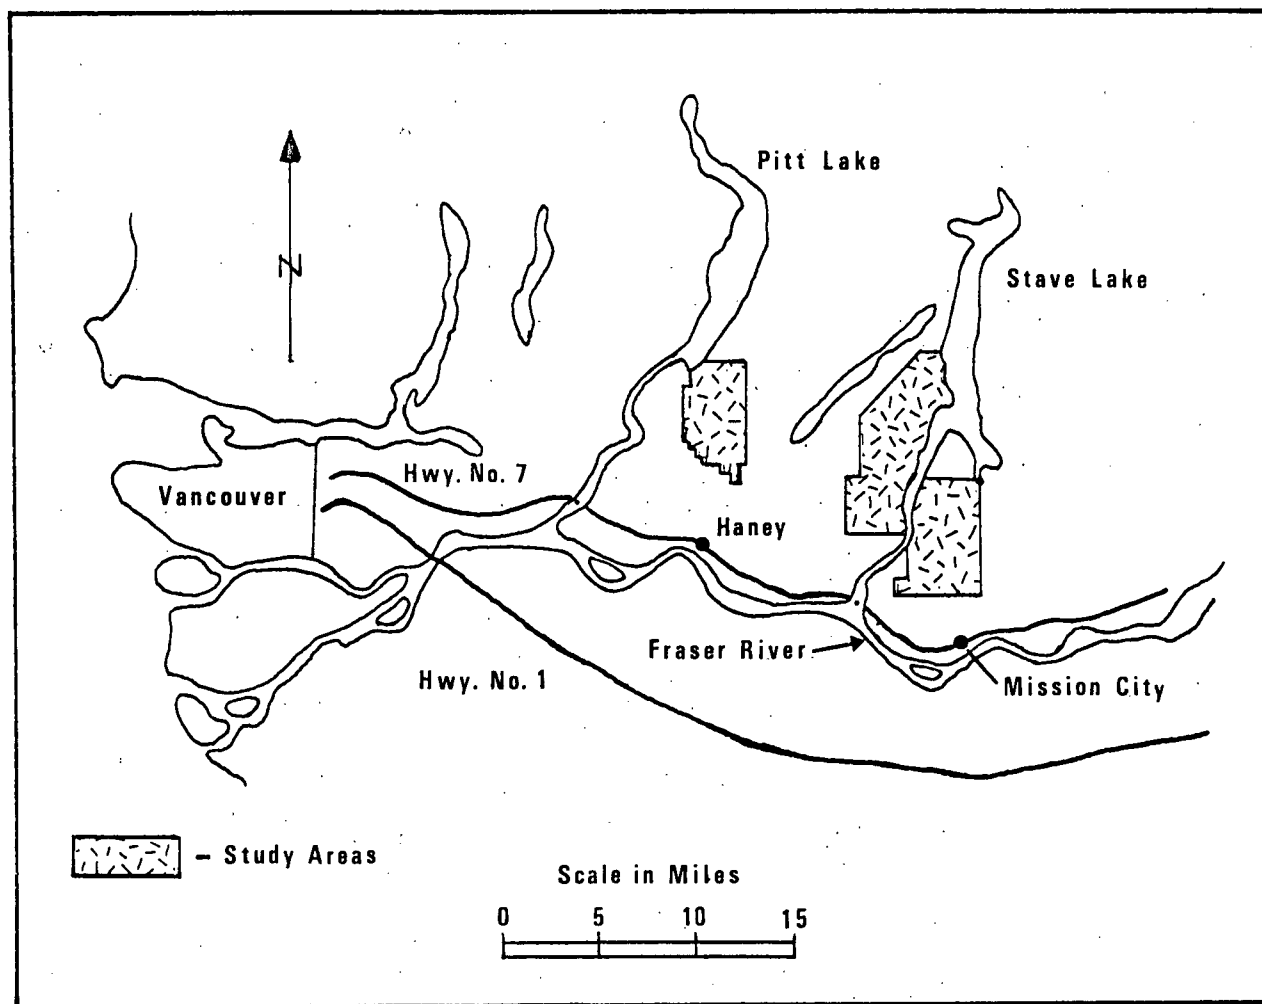 Pitt Lake
N
Stave Lake
Hwy. No. 7
Vancouver
Haney
Fraser River
Hwy. No. 1
Mission City
– Study Areas
Scale in Miles
0 5 10 15